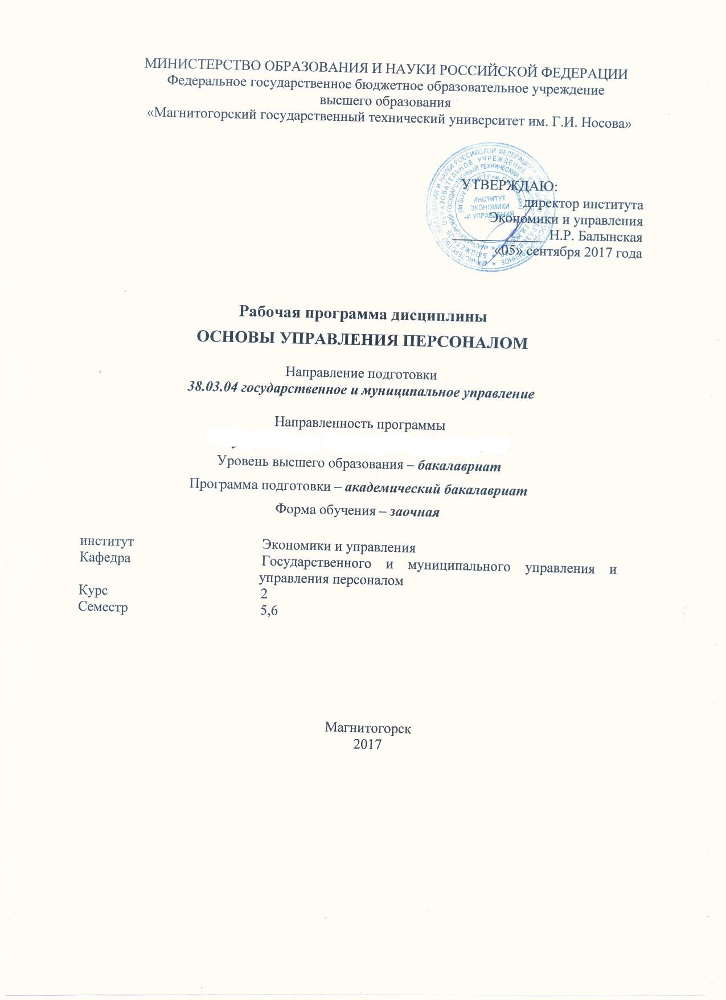 МИНИСТЕРСТВО ОБРАЗОВАНИЯ И НАУКИ РОССИЙСКОЙ ФЕДЕРАЦИИ
Федеральное государственное бюджетное образовательное учреждение
высшего образования
«Магнитогорский государственный технический университет им. Г.И. Носова»
УТВЕРЖДАЮ:
директор института
Экономики и управления
Н.Р. Балынская
«05» сентября 2017 года
ИНСТИТУТ
ЭКОНОМИКИ
И УПРАВЛЕНИЯ
Рабочая программа дисциплины
ОСНОВЫ УПРАВЛЕНИЯ ПЕРСОНАЛОМ
Направление подготовки
38.03.04 государственное и муниципальное управление
Направленность программы
Уровень высшего образования – бакалавриат
Программа подготовки – академический бакалавриат
Форма обучения – заочная
институт Экономики и управления
Кафедра Государственного и муниципального управления и
управления персоналом
Курс 2
Семестр 5,6
Магнитогорск
2017